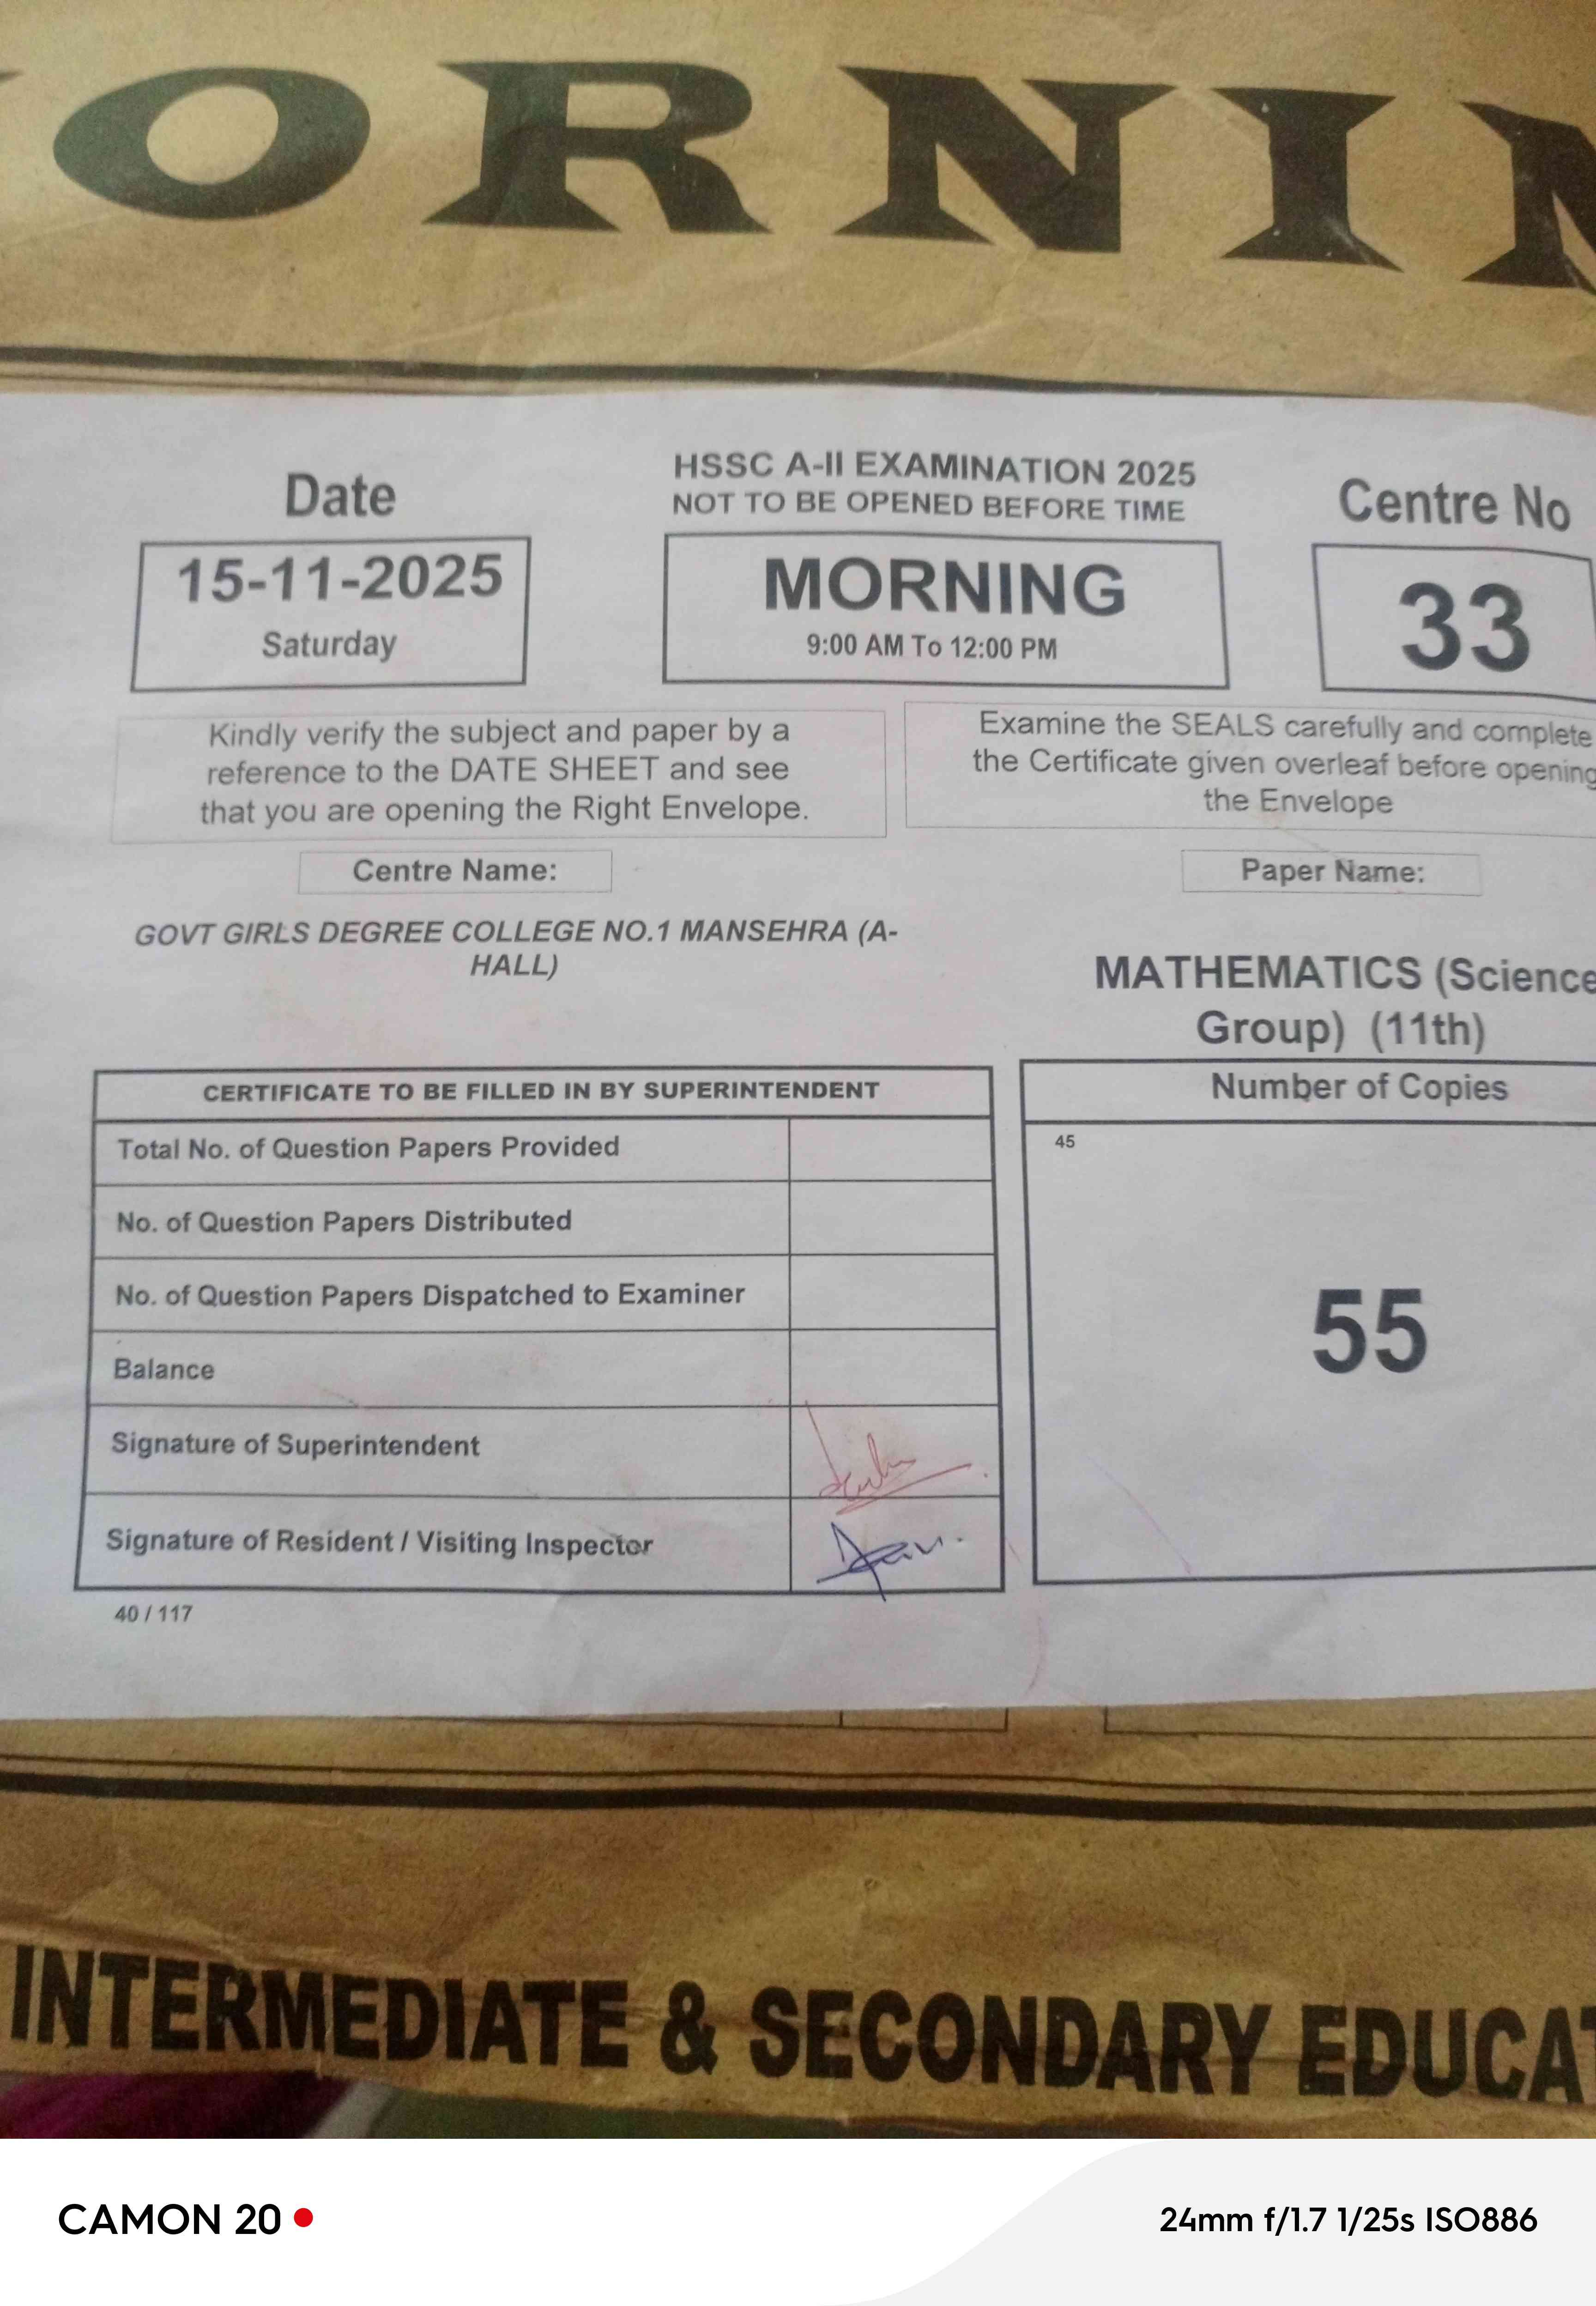 ORNIN
HSSC A-II EXAMINATION 2025
NOT TO BE OPENED BEFORE TIME
Date
15-11-2025
Saturday
MORNING
9:00 AM To 12:00 PM
Centre No
33
Kindly verify the subject and paper by a
reference to the DATE SHEET and see
that you are opening the Right Envelope.
Examine the SEALS carefully and complete
the Certificate given overleaf before opening
the Envelope
Centre Name:
GOVT GIRLS DEGREE COLLEGE NO.1 MANSEHRA (A-
HALL)
Paper Name:
MATHEMATICS (Science
Group) (11th)
CERTIFICATE TO BE FILLED IN BY SUPERINTENDENT
Total No. of Question Papers Provided
No. of Question Papers Distributed
No. of Question Papers Dispatched to Examiner
Balance
Signature of Superintendent
Signature of Resident / Visiting Inspector
Number of Copies
45
55
40 / 117
INTERMEDIATE & SECONDARY EDUCAT
CAMON 20
24mm f/1.7 1/25s ISO886